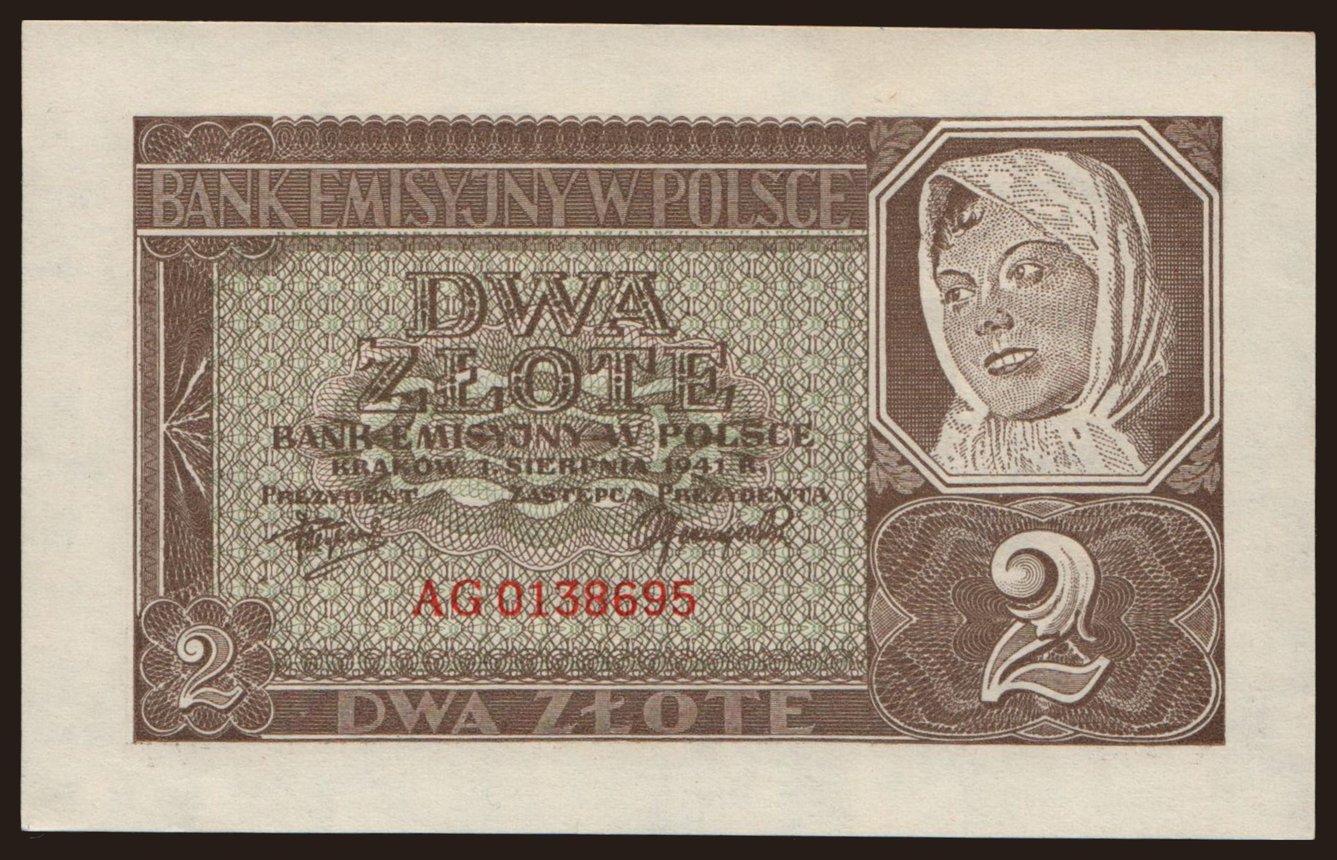 BANK EMISYJNY W POLSCE
DWA
ZŁOTE
BANK EMISYJNY W POLSCE
KRAKÓW 1. SIERPNIA 1941 R.
PREZYDENT ZASTĘPCA PREZYDENTA
AG 0138695
2
2
DWA ZŁOTE